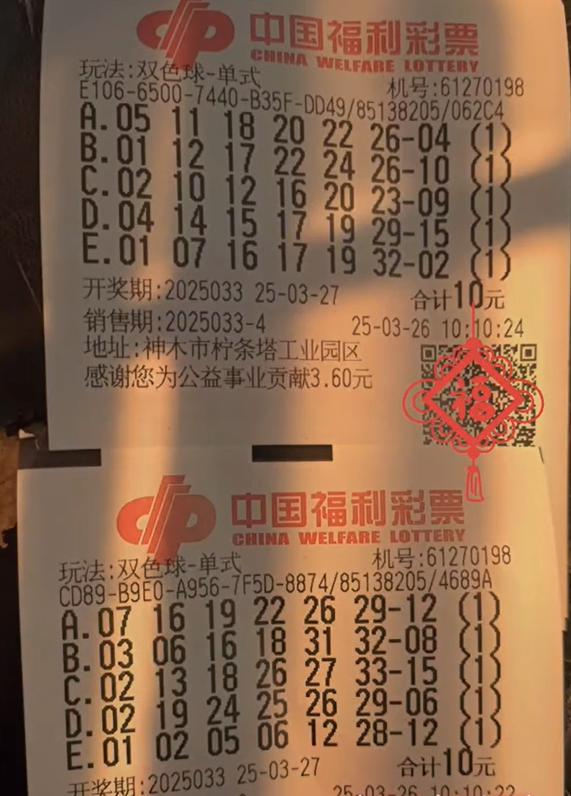 中国福利彩票
CHINA WELFARE LOTTERY
玩法:双色球-单式 机号:61270198
E106-6500-7440-B35F-DD49/85138205/062C4
A.05 11 18 20 22 26-04 (1)
B.01 12 17 22 24 26-10 (1)
C.02 10 12 16 20 23-09 (1)
D.04 14 15 17 19 29-15 (1)
E.01 07 16 17 19 32-02 (1)
开奖期:2025033 25-03-27 合计10元
销售期:2025033-4 25-03-26 10:10:24
地址:神木市柠条塔工业园区
感谢您为公益事业贡献3.60元
福
中国福利彩票
CHINA WELFARE LOTTERY
玩法:双色球-单式 机号:61270198
CD89-B9E0-A956-7F5D-8874/85138205/4689A
A.07 16 19 22 26 29-12 (1)
B.03 06 16 18 31 32-08 (1)
C.02 13 18 26 27 33-15 (1)
D.02 19 24 25 26 29-06 (1)
E.01 02 05 06 12 28-12 (1)
开奖期:2025033 25-03-27 合计10元
25-03-26 10:10:22